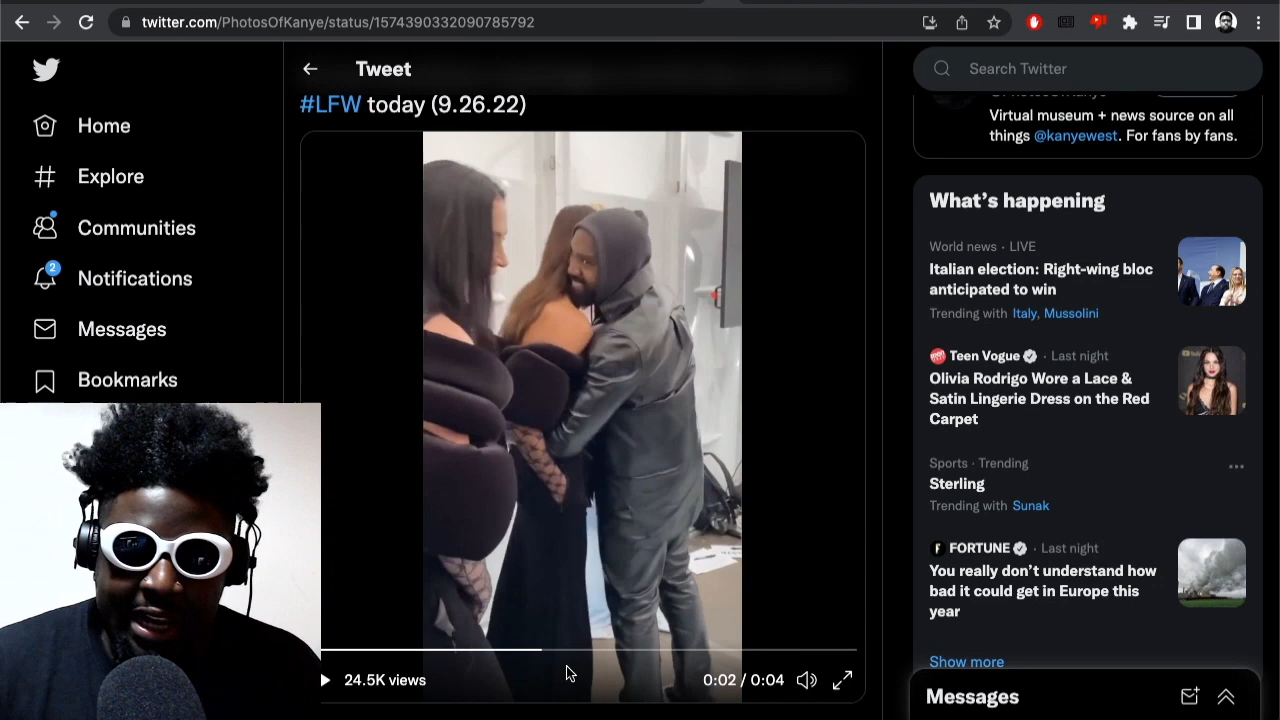 twitter.com/PhotosOfKanye/status/1574390332090785792
Home
Explore
Communities
2
Notifications
Messages
Bookmarks
Tweet
#LFW today (9.26.22)
24.5K views
0:02 / 0:04
Search Twitter
Virtual museum + news source on all
things @kanyewest. For fans by fans.
What's happening
World news · LIVE
Italian election: Right-wing bloc
anticipated to win
Trending with Italy, Mussolini
Teen Vogue · Last night
Olivia Rodrigo Wore a Lace &
Satin Lingerie Dress on the Red
Carpet
Sports · Trending
Sterling
Trending with Sunak
FORTUNE · Last night
You really don't understand how
bad it could get in Europe this
year
Show more
Messages